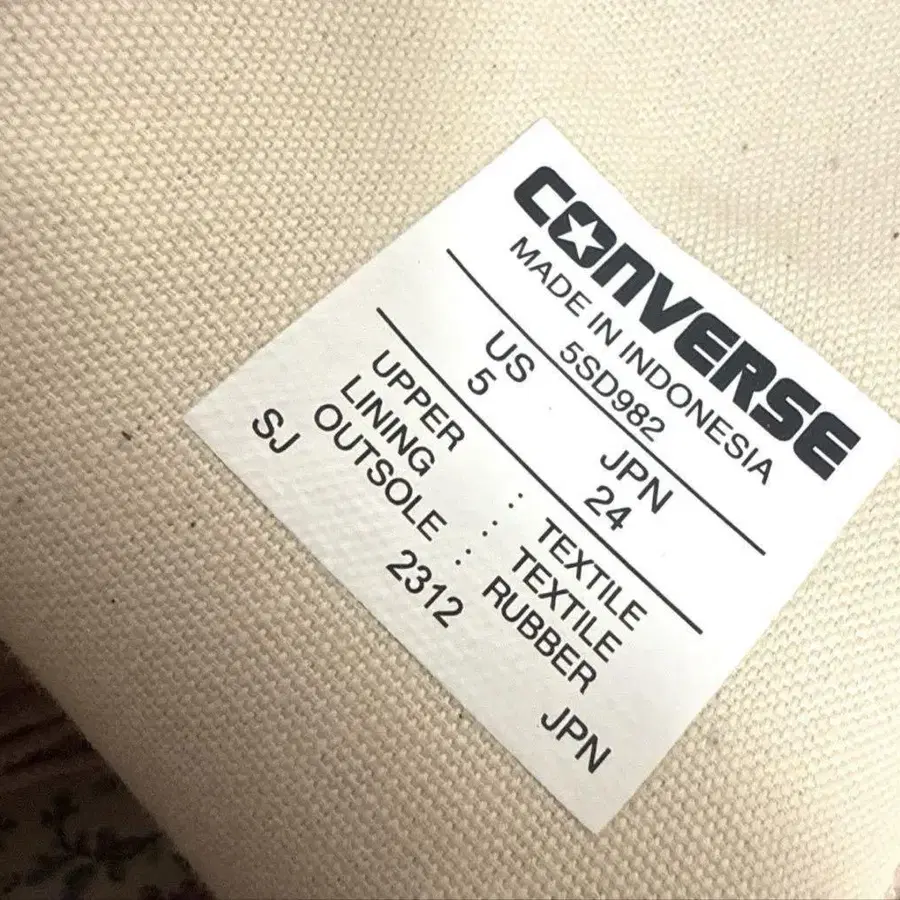 CONVERSE
MADE IN INDONESIA
5SD982
US JPN
5 24
UPPER : TEXTILE
LINING : TEXTILE
OUTSOLE : RUBBER
SJ 2312 JPN